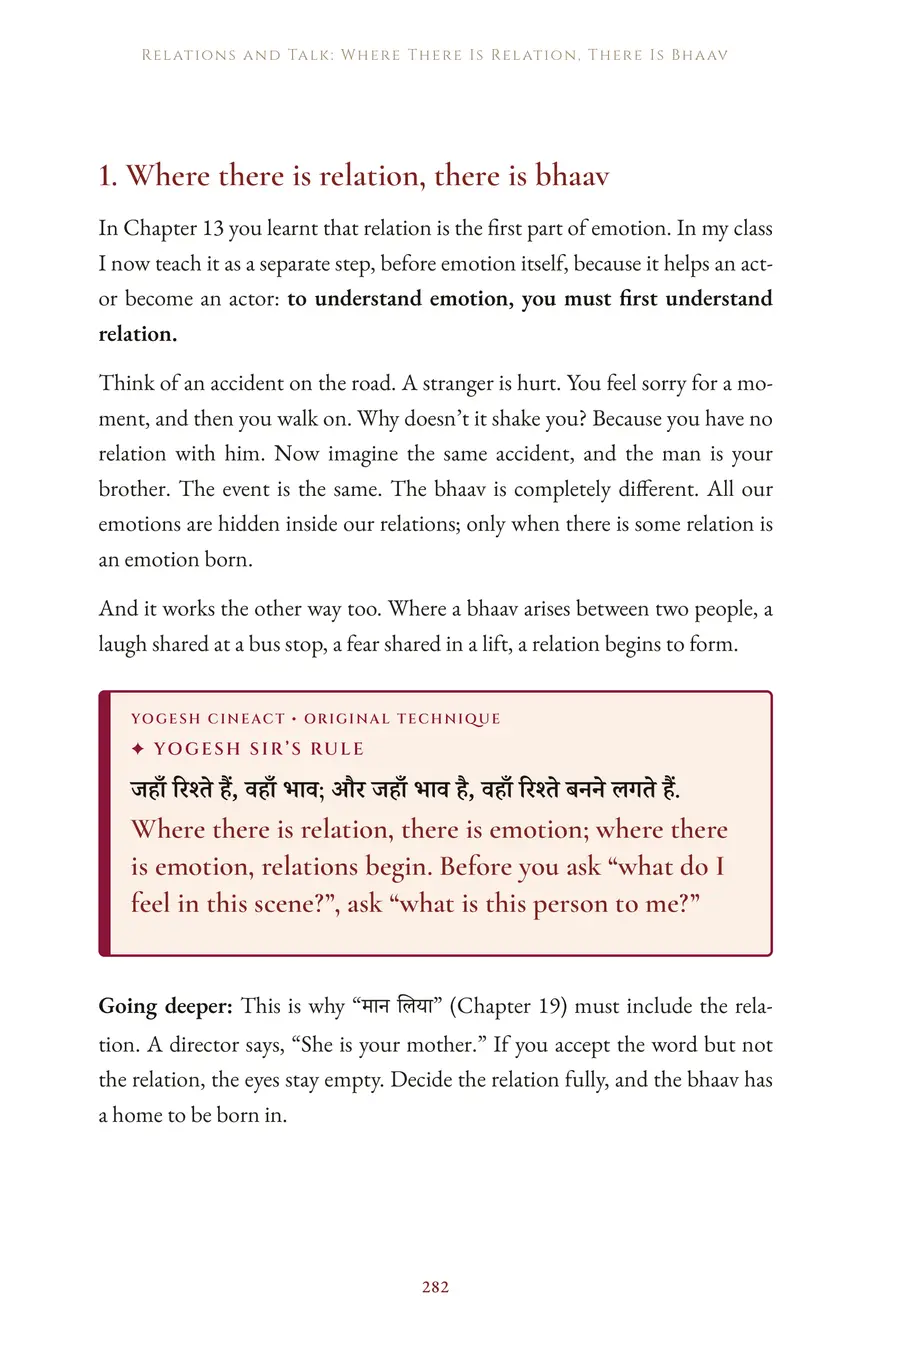 Relations and Talk: Where There Is Relation, There Is Bhaav
1. Where there is relation, there is bhaav
In Chapter 13 you learnt that relation is the first part of emotion. In my class
I now teach it as a separate step, before emotion itself, because it helps an act-
or become an actor: to understand emotion, you must first understand
relation.
Think of an accident on the road. A stranger is hurt. You feel sorry for a mo-
ment, and then you walk on. Why doesn’t it shake you? Because you have no
relation with him. Now imagine the same accident, and the man is your
brother. The event is the same. The bhaav is completely different. All our
emotions are hidden inside our relations; only when there is some relation is
an emotion born.
And it works the other way too. Where a bhaav arises between two people, a
laugh shared at a bus stop, a fear shared in a lift, a relation begins to form.
YOGESH CINEACT • ORIGINAL TECHNIQUE
✦ YOGESH SIR’S RULE
जहाँ रिश्ते हैं, वहाँ भाव; और जहाँ भाव है, वहाँ रिश्ते बनने लगते हैं.
Where there is relation, there is emotion; where there
is emotion, relations begin. Before you ask “what do I
feel in this scene?”, ask “what is this person to me?”
Going deeper: This is why “मान लिया” (Chapter 19) must include the rela-
tion. A director says, “She is your mother.” If you accept the word but not
the relation, the eyes stay empty. Decide the relation fully, and the bhaav has
a home to be born in.
282